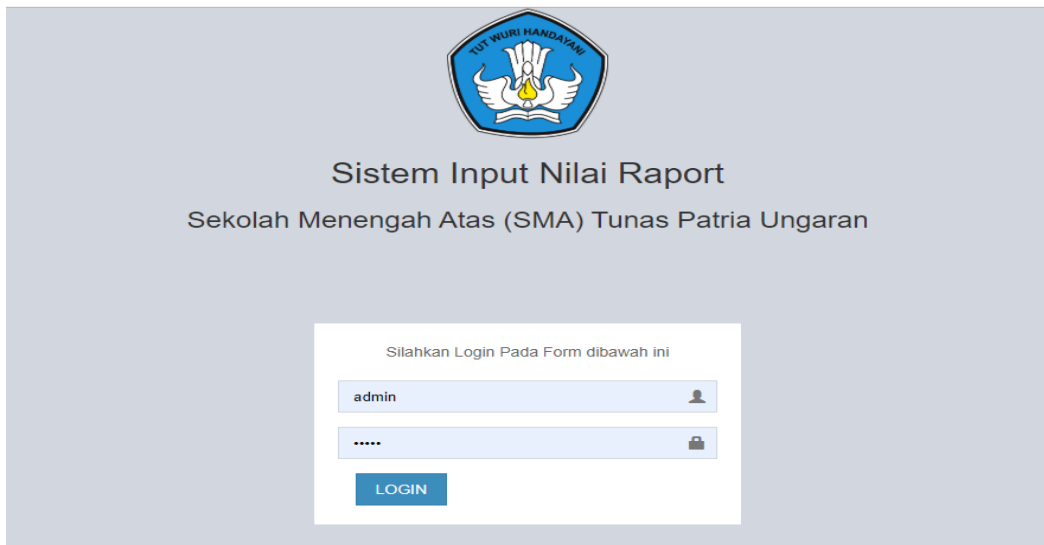 TUT WURI HANDAYANI
Sistem Input Nilai Raport
Sekolah Menengah Atas (SMA) Tunas Patria Ungaran
Silahkan Login Pada Form dibawah ini
admin
•••••
LOGIN